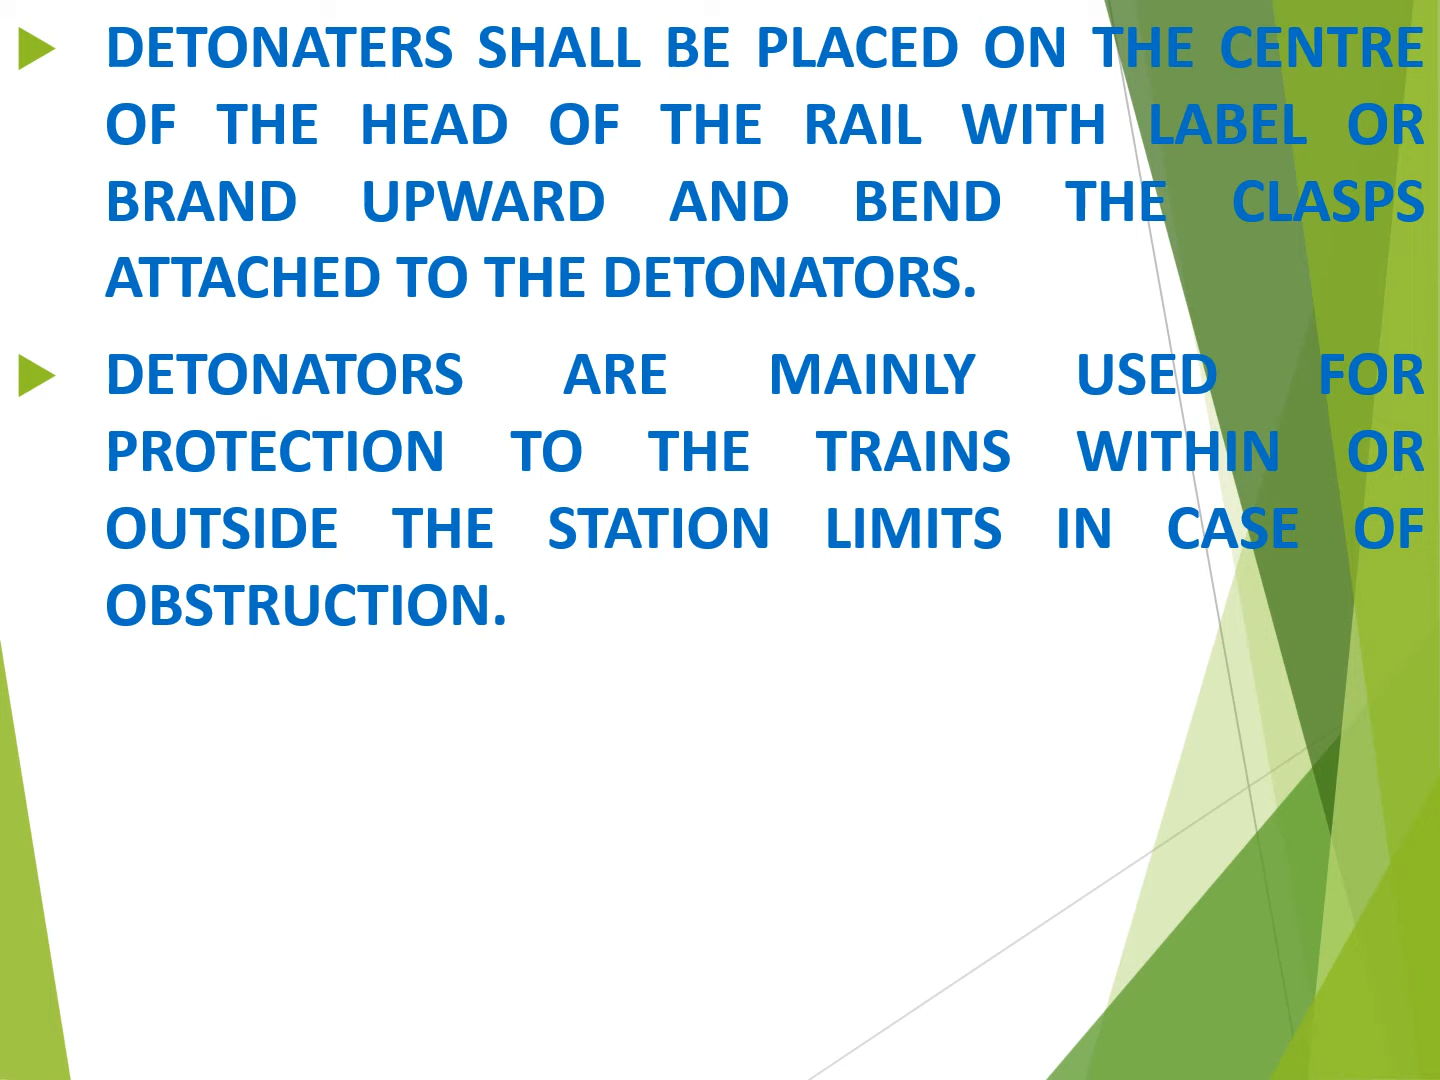 DETONATERS SHALL BE PLACED ON THE CENTRE
OF THE HEAD OF THE RAIL WITH LABEL OR
BRAND UPWARD AND BEND THE CLASPS
ATTACHED TO THE DETONATORS.
DETONATORS ARE MAINLY USED FOR
PROTECTION TO THE TRAINS WITHIN OR
OUTSIDE THE STATION LIMITS IN CASE OF
OBSTRUCTION.